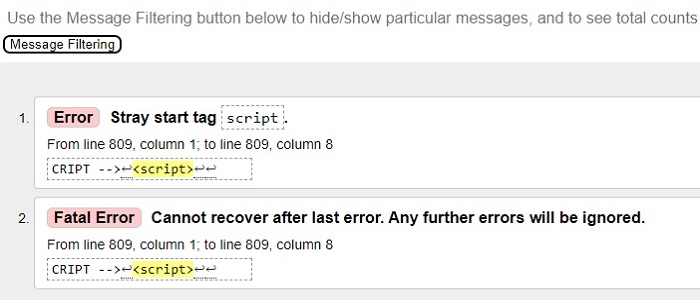 Use the Message Filtering button below to hide/show particular messages, and to see total counts
Message Filtering
1. Error Stray start tag script.
From line 809, column 1; to line 809, column 8
CRIPT -->↩<script>↩↩
2. Fatal Error Cannot recover after last error. Any further errors will be ignored.
From line 809, column 1; to line 809, column 8
CRIPT -->↩<script>↩↩